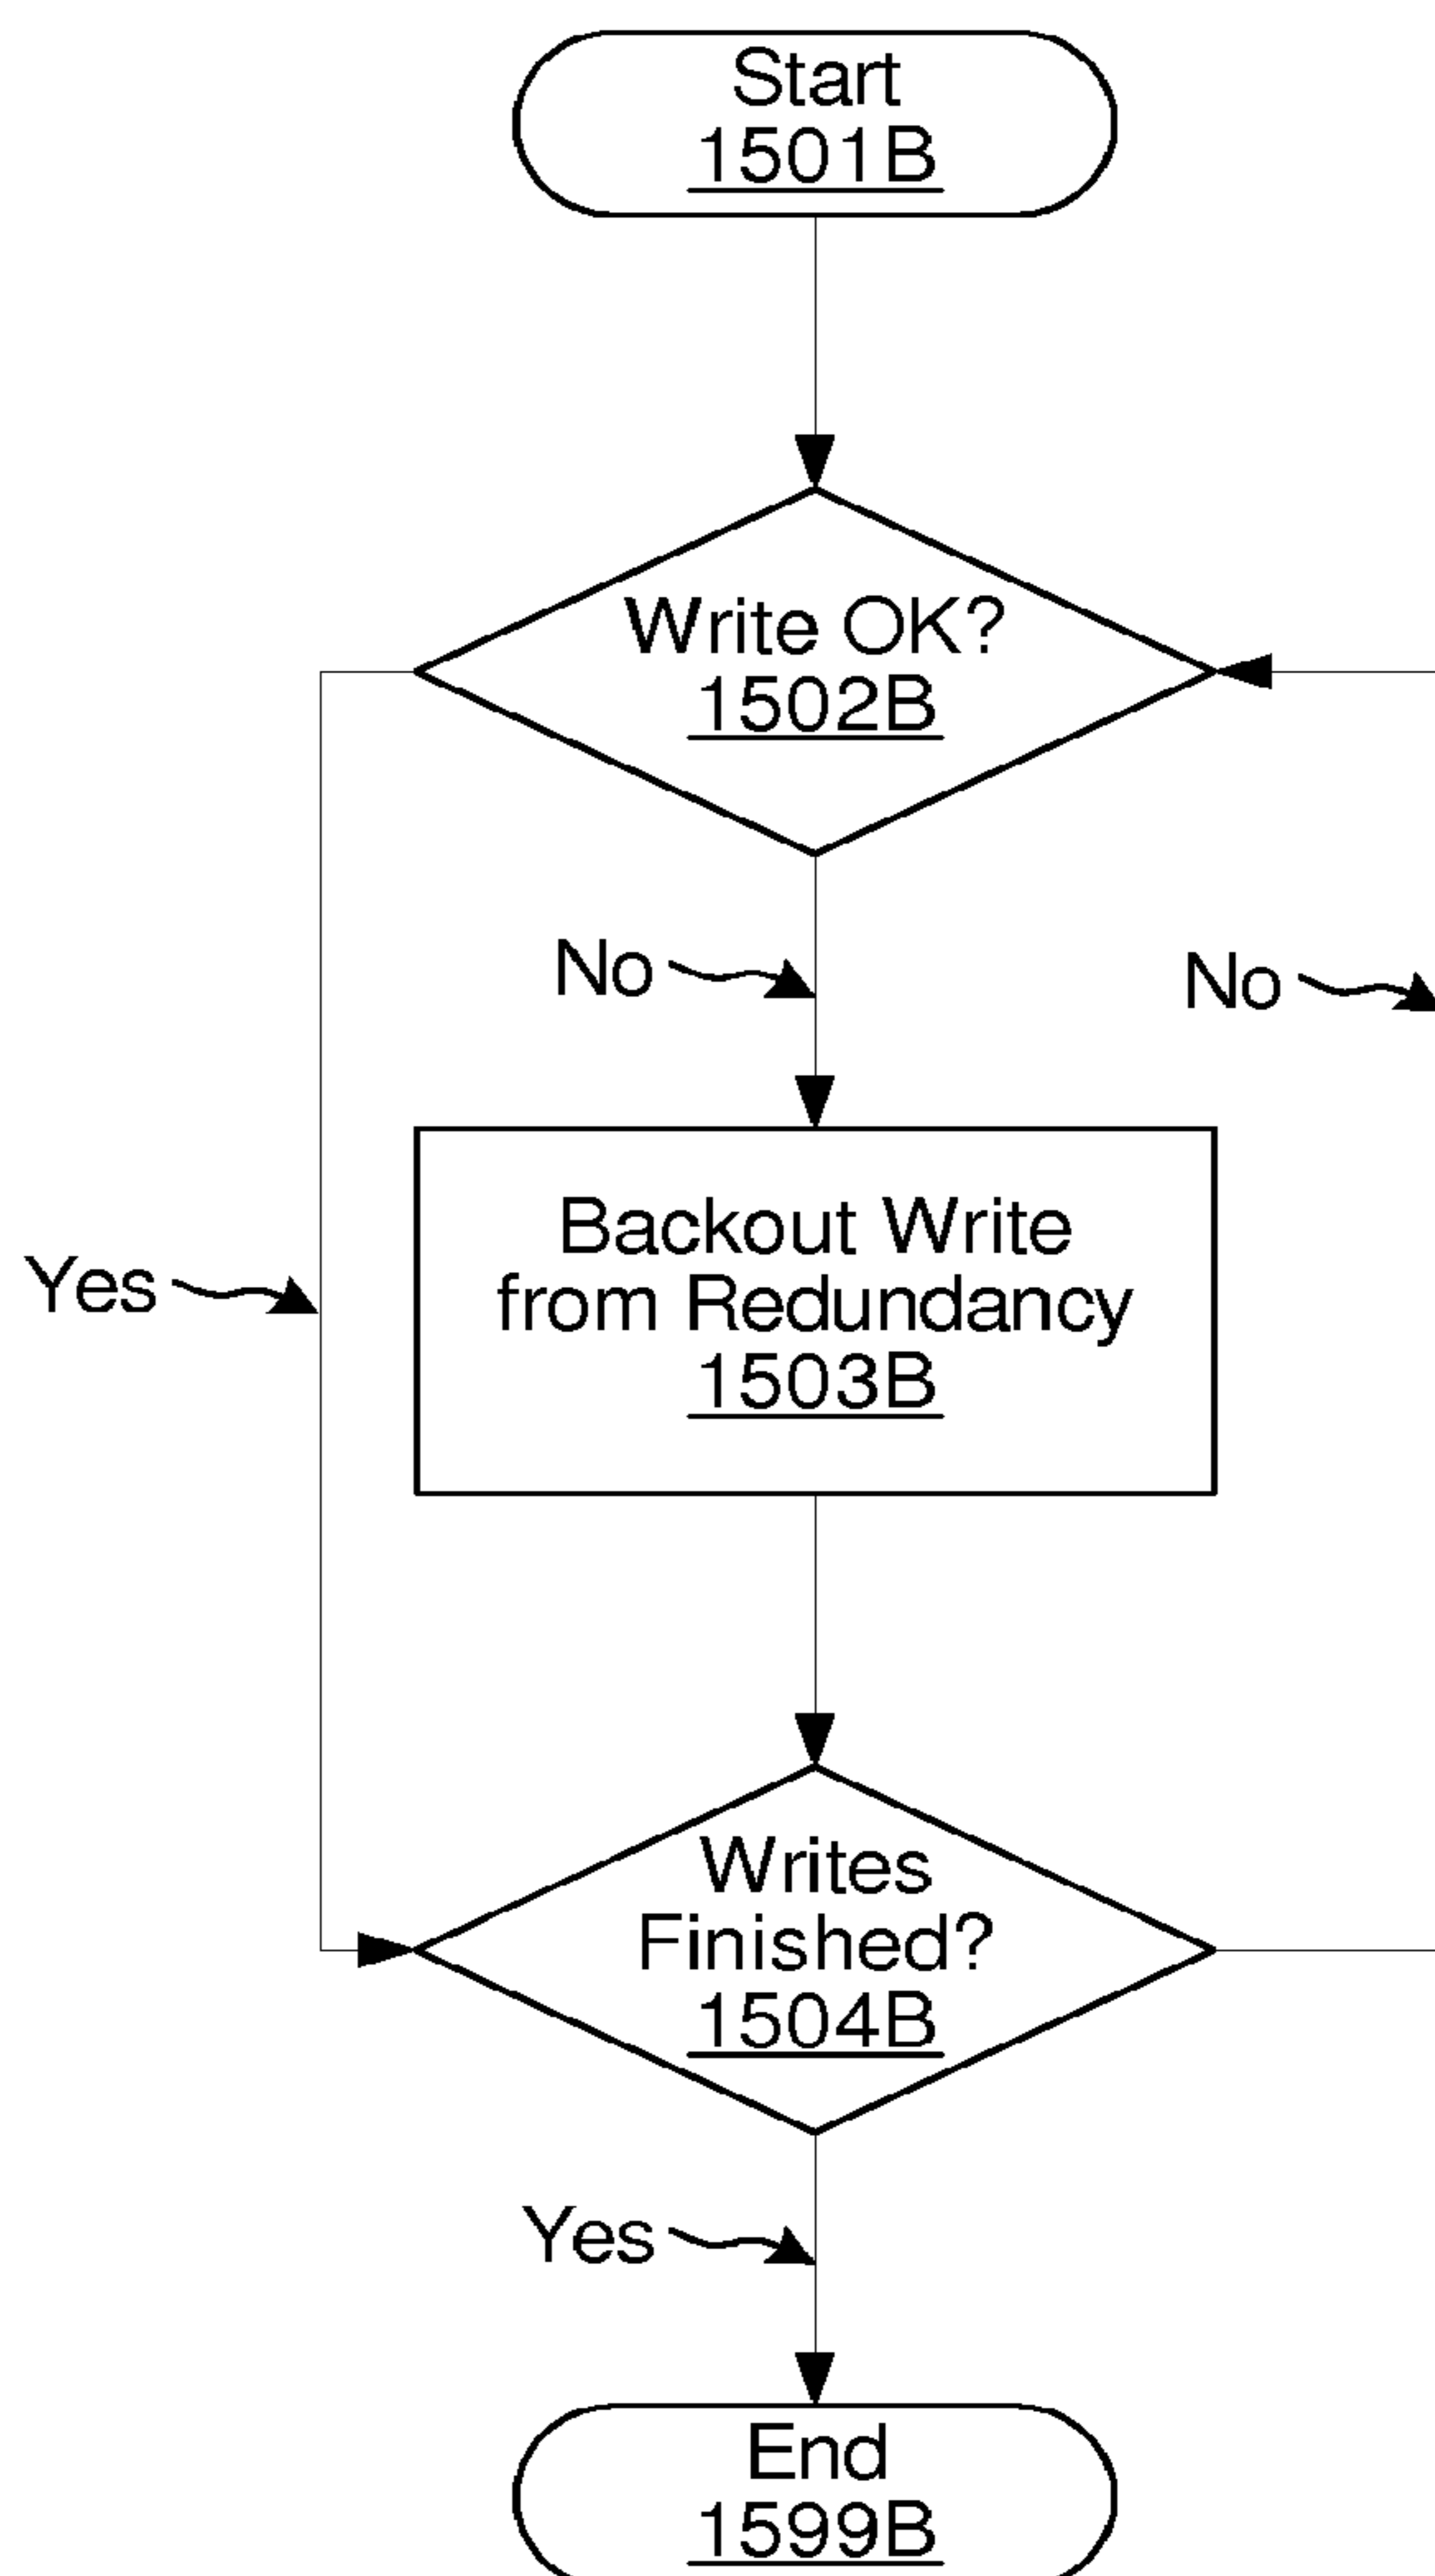 Start
1501B
Write OK?
1502B
No
No
Backout Write
from Redundancy
1503B
Yes
Writes
Finished?
1504B
Yes
End
1599B